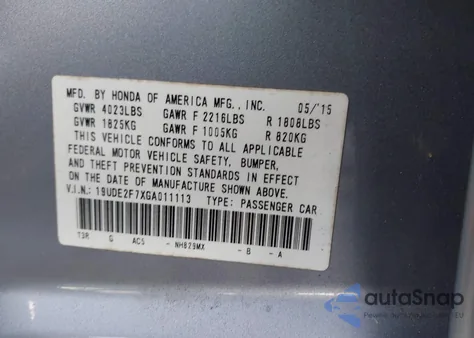 MFD. BY HONDA OF AMERICA MFG., INC. 05/'15
GVWR 4023LBS GAWR F 2216LBS R 1808LBS
GVWR 1825KG GAWR F 1005KG R 820KG
THIS VEHICLE CONFORMS TO ALL APPLICABLE
FEDERAL MOTOR VEHICLE SAFETY, BUMPER,
AND THEFT PREVENTION STANDARDS IN EFFECT
ON THE DATE OF MANUFACTURE SHOWN ABOVE.
V.I.N.: 19UDE2F7XGA011113 TYPE: PASSENGER CAR
T3R G AC5 - NH829MX - B - A
autoSnap